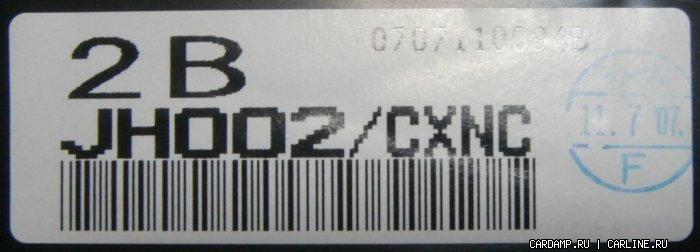 2B
JH002/CXNC
11.7.'07.
F
CARDAMP.RU | CARLINE.RU